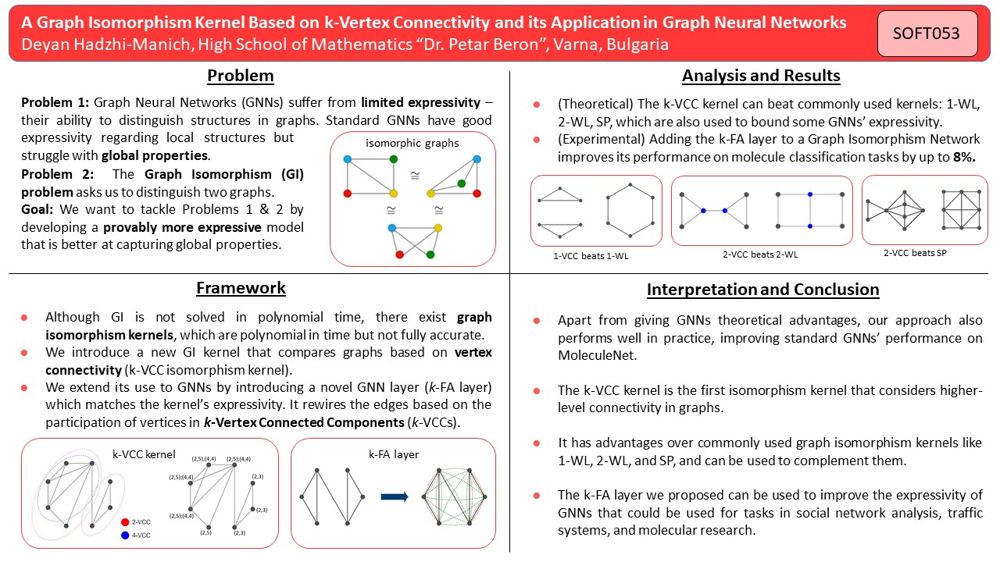 A Graph Isomorphism Kernel Based on k-Vertex Connectivity and its Application in Graph Neural Networks
Deyan Hadzhi-Manich, High School of Mathematics “Dr. Petar Beron”, Varna, Bulgaria
SOFT053
Problem
Problem 1: Graph Neural Networks (GNNs) suffer from limited expressivity –
their ability to distinguish structures in graphs. Standard GNNs have good
expressivity regarding local structures but
struggle with global properties.
Problem 2: The Graph Isomorphism (GI)
problem asks us to distinguish two graphs.
Goal: We want to tackle Problems 1 & 2 by
developing a provably more expressive model
that is better at capturing global properties.
isomorphic graphs
≅
≅ ≅
Analysis and Results
● (Theoretical) The k-VCC kernel can beat commonly used kernels: 1-WL,
2-WL, SP, which are also used to bound some GNNs’ expressivity.
● (Experimental) Adding the k-FA layer to a Graph Isomorphism Network
improves its performance on molecule classification tasks by up to 8%.
1-VCC beats 1-WL
2-VCC beats 2-WL
2-VCC beats SP
Framework
● Although GI is not solved in polynomial time, there exist graph
isomorphism kernels, which are polynomial in time but not fully accurate.
● We introduce a new GI kernel that compares graphs based on vertex
connectivity (k-VCC isomorphism kernel).
● We extend its use to GNNs by introducing a novel GNN layer (k-FA layer)
which matches the kernel’s expressivity. It rewires the edges based on the
participation of vertices in k-Vertex Connected Components (k-VCCs).
k-VCC kernel
(2,5);(4,4) (2,5);(4,4)
(2,5);(4,4) (2,3)
(2,5);(4,4) (2,3)
(2,5) (2,3)
2-VCC
4-VCC
k-FA layer
Interpretation and Conclusion
● Apart from giving GNNs theoretical advantages, our approach also
performs well in practice, improving standard GNNs’ performance on
MoleculeNet.
● The k-VCC kernel is the first isomorphism kernel that considers higher-
level connectivity in graphs.
● It has advantages over commonly used graph isomorphism kernels like
1-WL, 2-WL, and SP, and can be used to complement them.
● The k-FA layer we proposed can be used to improve the expressivity of
GNNs that could be used for tasks in social network analysis, traffic
systems, and molecular research.